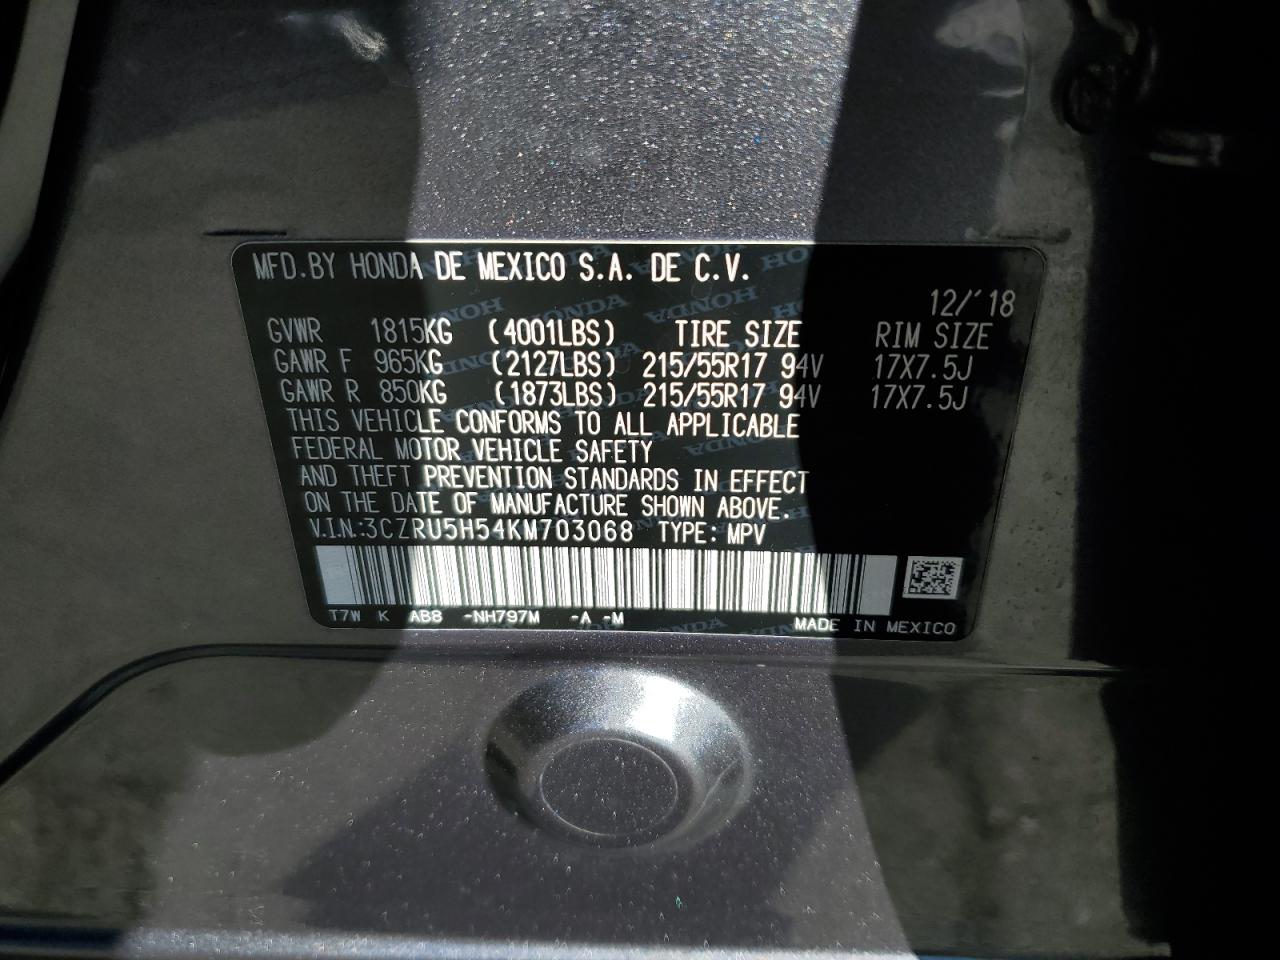 MFD.BY HONDA DE MEXICO S.A. DE C.V.
12/'18
GVWR 1815KG (4001LBS) TIRE SIZE RIM SIZE
GAWR F 965KG (2127LBS) 215/55R17 94V 17X7.5J
GAWR R 850KG (1873LBS) 215/55R17 94V 17X7.5J
THIS VEHICLE CONFORMS TO ALL APPLICABLE
FEDERAL MOTOR VEHICLE SAFETY
AND THEFT PREVENTION STANDARDS IN EFFECT
ON THE DATE OF MANUFACTURE SHOWN ABOVE.
V.I.N.:3CZRU5H54KM703068 TYPE: MPV
T7W K AB8 -NH797M -A -M MADE IN MEXICO